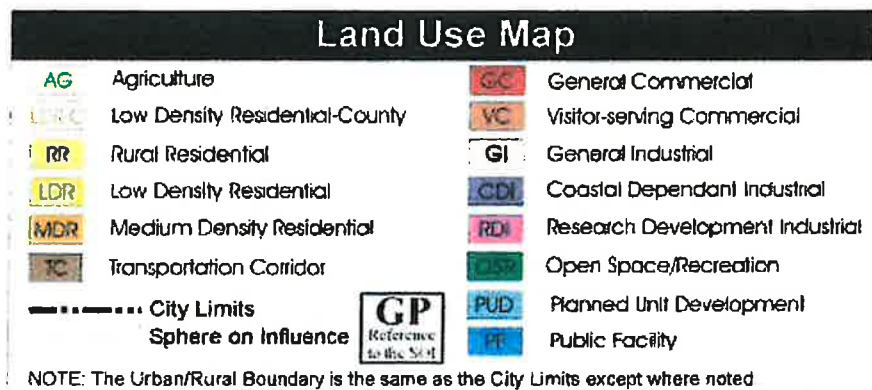 Land Use Map
AG Agriculture
Low Density Residential-County
RR Rural Residential
LDR Low Density Residential
MDR Medium Density Residential
TC Transportation Corridor
City Limits
Sphere on Influence
GP
Reference
to the
GC General Commercial
VC Visitor-serving Commercial
GI General Industrial
CDI Coastal Dependant Industrial
RDI Research Development Industrial
OSR Open Space/Recreation
PUD Planned Unit Development
PF Public Facility
NOTE: The Urban/Rural Boundary is the same as the City Limits except where noted